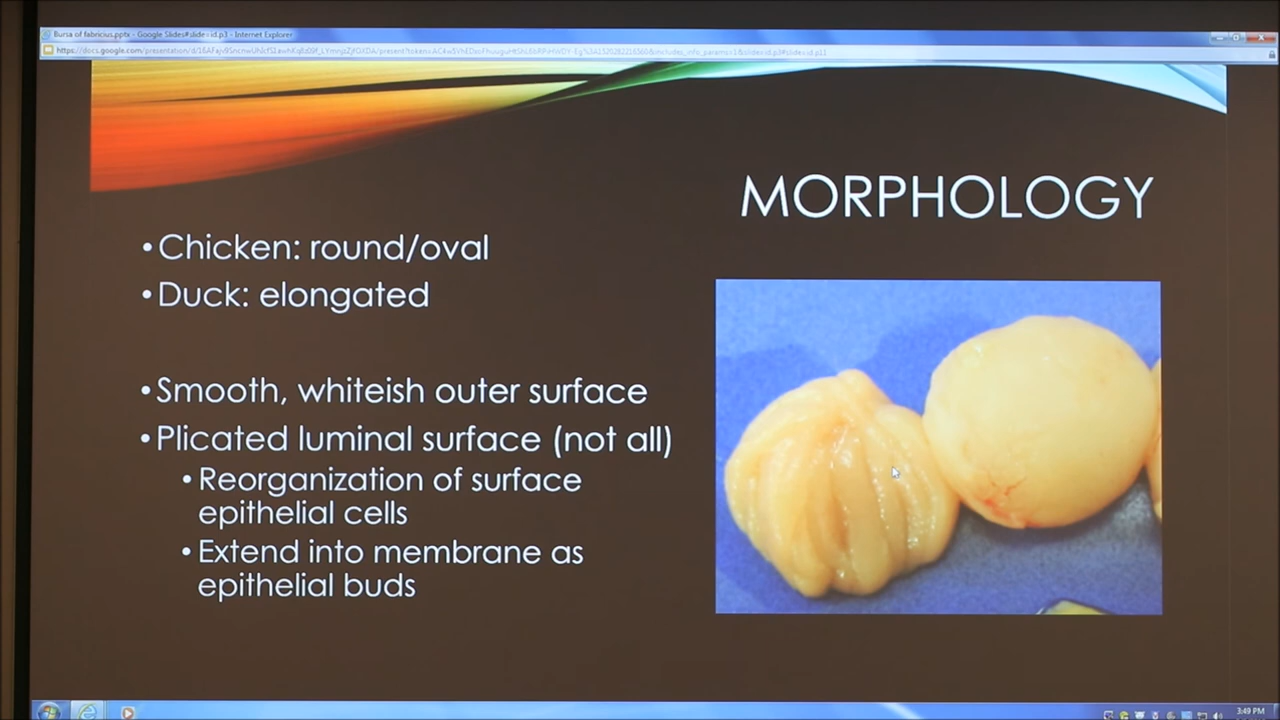 Bursa of fabricius.pptx - Google Slides#slide=id.p3 - Internet Explorer
MORPHOLOGY
•Chicken: round/oval
•Duck: elongated
•Smooth, whiteish outer surface
•Plicated luminal surface (not all)
•Reorganization of surface
epithelial cells
•Extend into membrane as
epithelial buds
3:49 PM